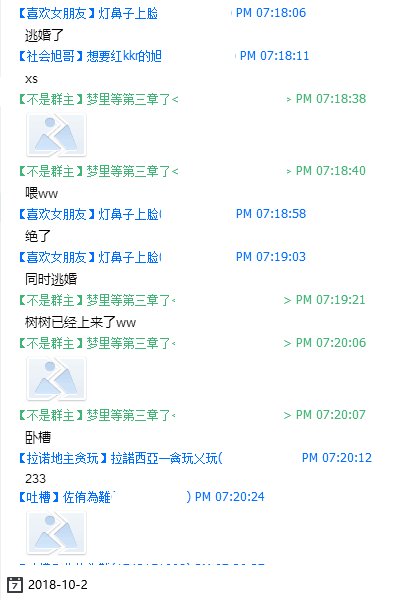 【喜欢女朋友】灯鼻子上脸 PM 07:18:06
逃婚了
【社会旭哥】想要红kkr的旭 PM 07:18:11
xs
【不是群主】梦里等第三章了< > PM 07:18:38
【不是群主】梦里等第三章了< > PM 07:18:40
喂ww
【喜欢女朋友】灯鼻子上脸( PM 07:18:58
绝了
【喜欢女朋友】灯鼻子上脸( PM 07:19:03
同时逃婚
【不是群主】梦里等第三章了< > PM 07:19:21
树树已经上来了ww
【不是群主】梦里等第三章了< > PM 07:20:06
【不是群主】梦里等第三章了< > PM 07:20:07
卧槽
【拉诺地主贪玩】拉諾西亞一貪玩乂玩( PM 07:20:12
233
【吐槽】佐侑為難 ) PM 07:20:24
7 2018-10-2